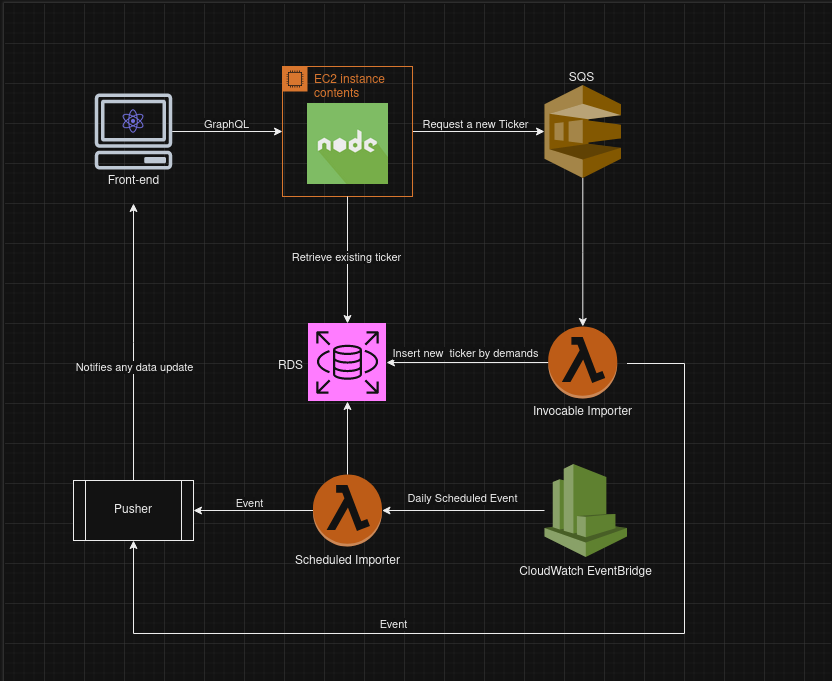 SQS
EC2 instance
contents
GraphQL
node
Request a new Ticker
Front-end
Retrieve existing ticker
Insert new  ticker by demands
RDS
Notifies any data update
Invocable Importer
Pusher
Event
Daily Scheduled Event
Scheduled Importer
CloudWatch EventBridge
Event